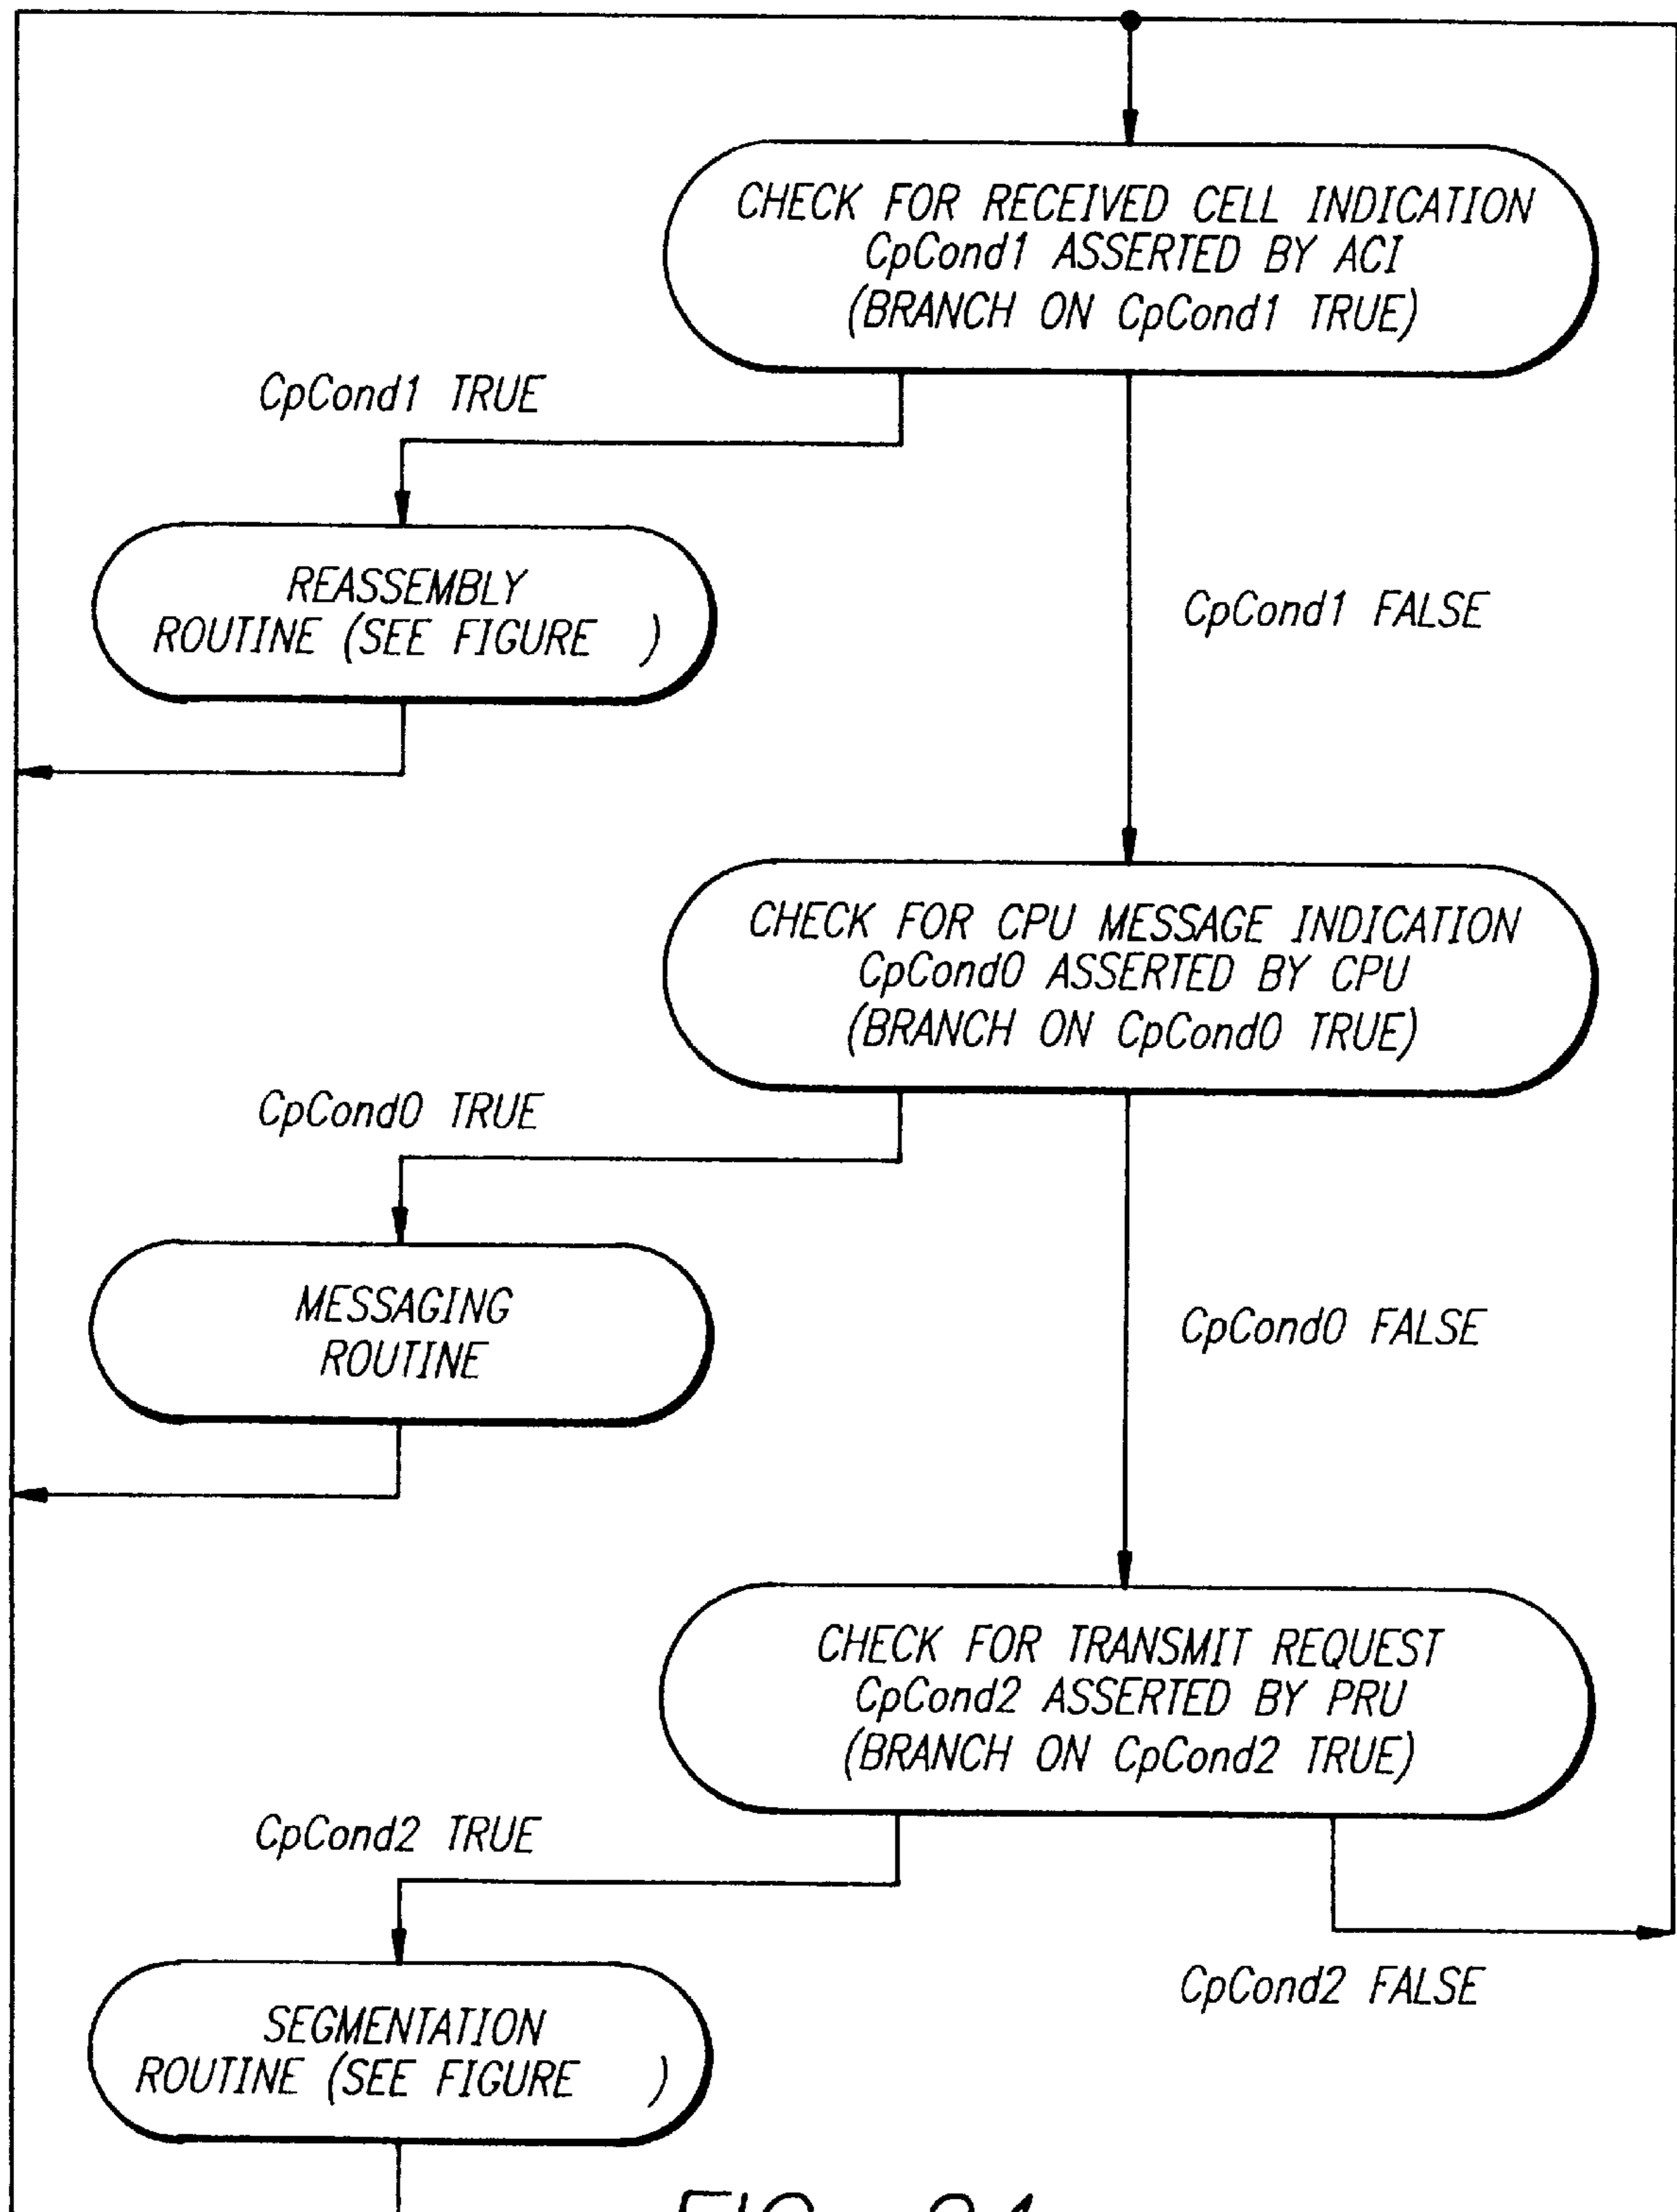 CHECK FOR RECEIVED CELL INDICATION
CpCond1 ASSERTED BY ACI
(BRANCH ON CpCond1 TRUE)
CpCond1 TRUE
REASSEMBLY
ROUTINE (SEE FIGURE )
CpCond1 FALSE
CHECK FOR CPU MESSAGE INDICATION
CpCond0 ASSERTED BY CPU
(BRANCH ON CpCond0 TRUE)
CpCond0 TRUE
MESSAGING
ROUTINE
CpCond0 FALSE
CHECK FOR TRANSMIT REQUEST
CpCond2 ASSERTED BY PRU
(BRANCH ON CpCond2 TRUE)
CpCond2 TRUE
CpCond2 FALSE
SEGMENTATION
ROUTINE (SEE FIGURE )